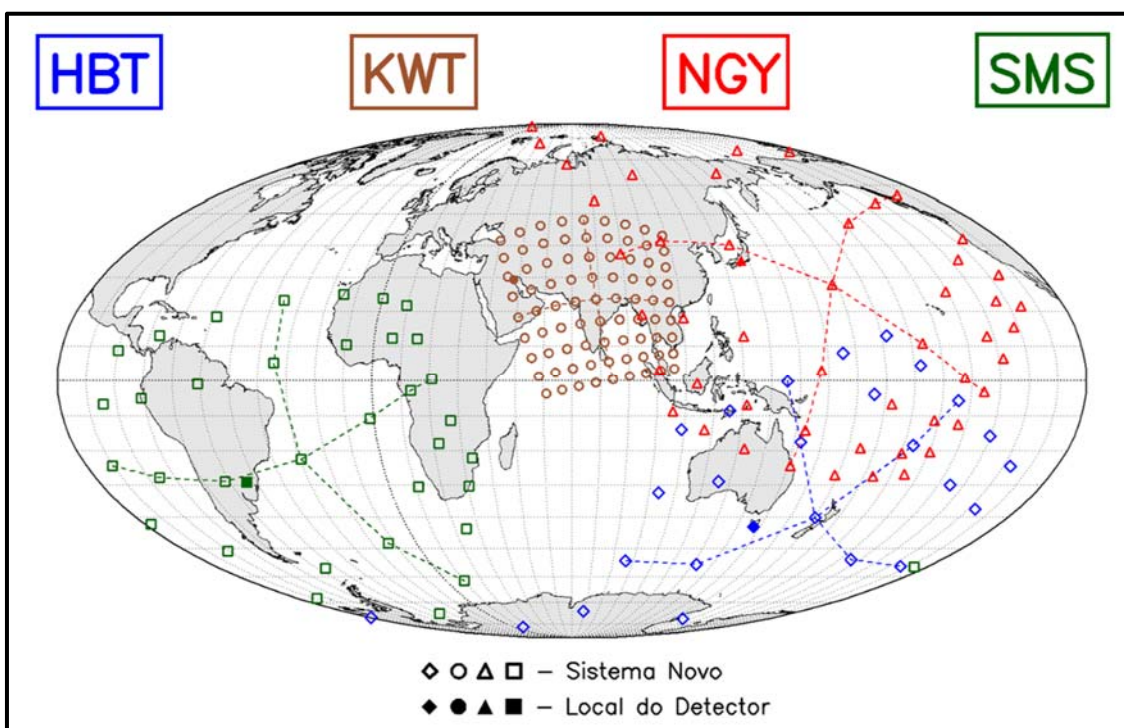 HBT KWT NGY SMS
– Sistema Novo
– Local do Detector